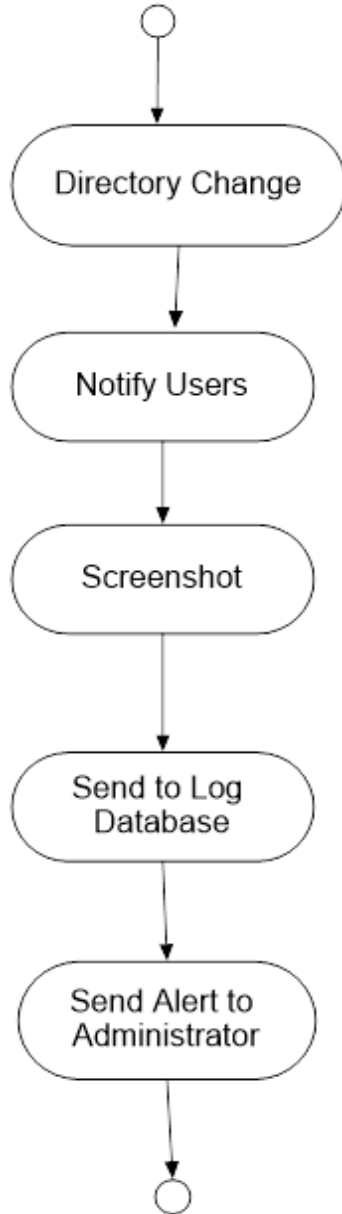 Directory Change
Notify Users
Screenshot
Send to Log
Database
Send Alert to
Administrator